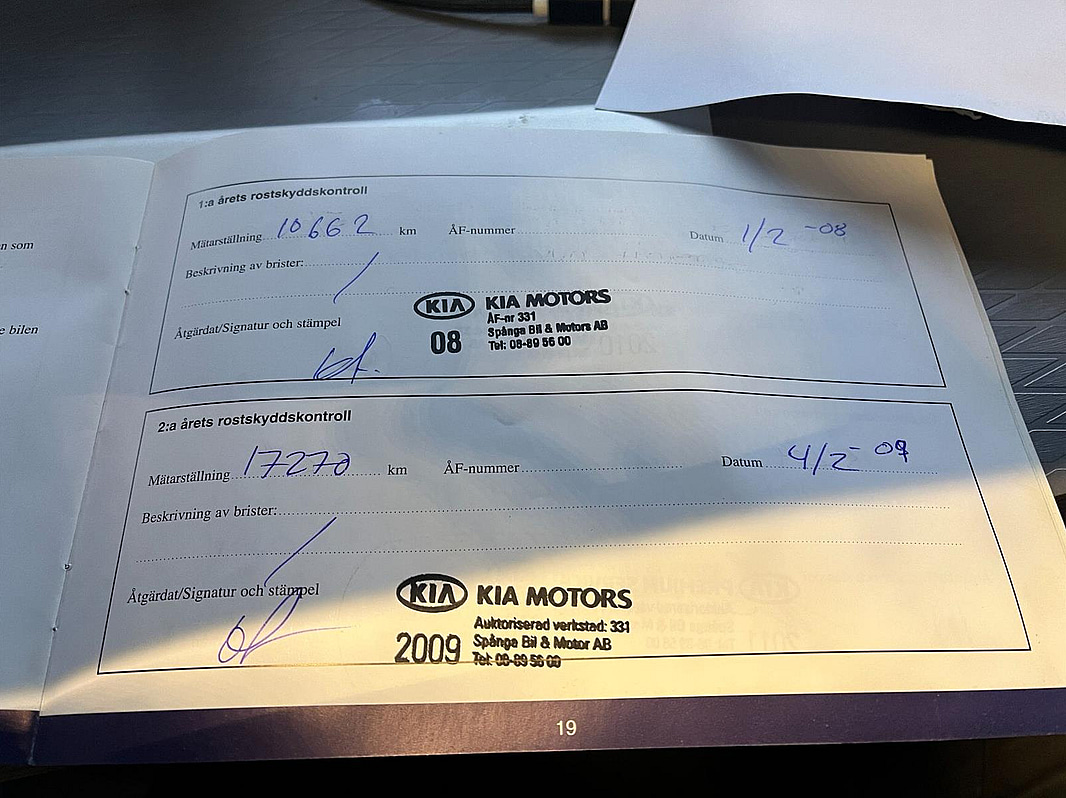 n som
e bilen
1:a årets rostskyddskontroll
Mätarställning 10662 km ÅF-nummer Datum 1/2 -08
Beskrivning av brister: /
Åtgärdat/Signatur och stämpel
KIA KIA MOTORS
ÅF-nr 331
08 Spånga Bil & Motors AB
Tel: 08-89 56 00
2:a årets rostskyddskontroll
Mätarställning 17270 km ÅF-nummer Datum 4/2 -09
Beskrivning av brister:
/
Åtgärdat/Signatur och stämpel
KIA KIA MOTORS
Auktoriserad verkstad: 331
2009 Spånga Bil & Motor AB
Tel: 08-89 56 00
19